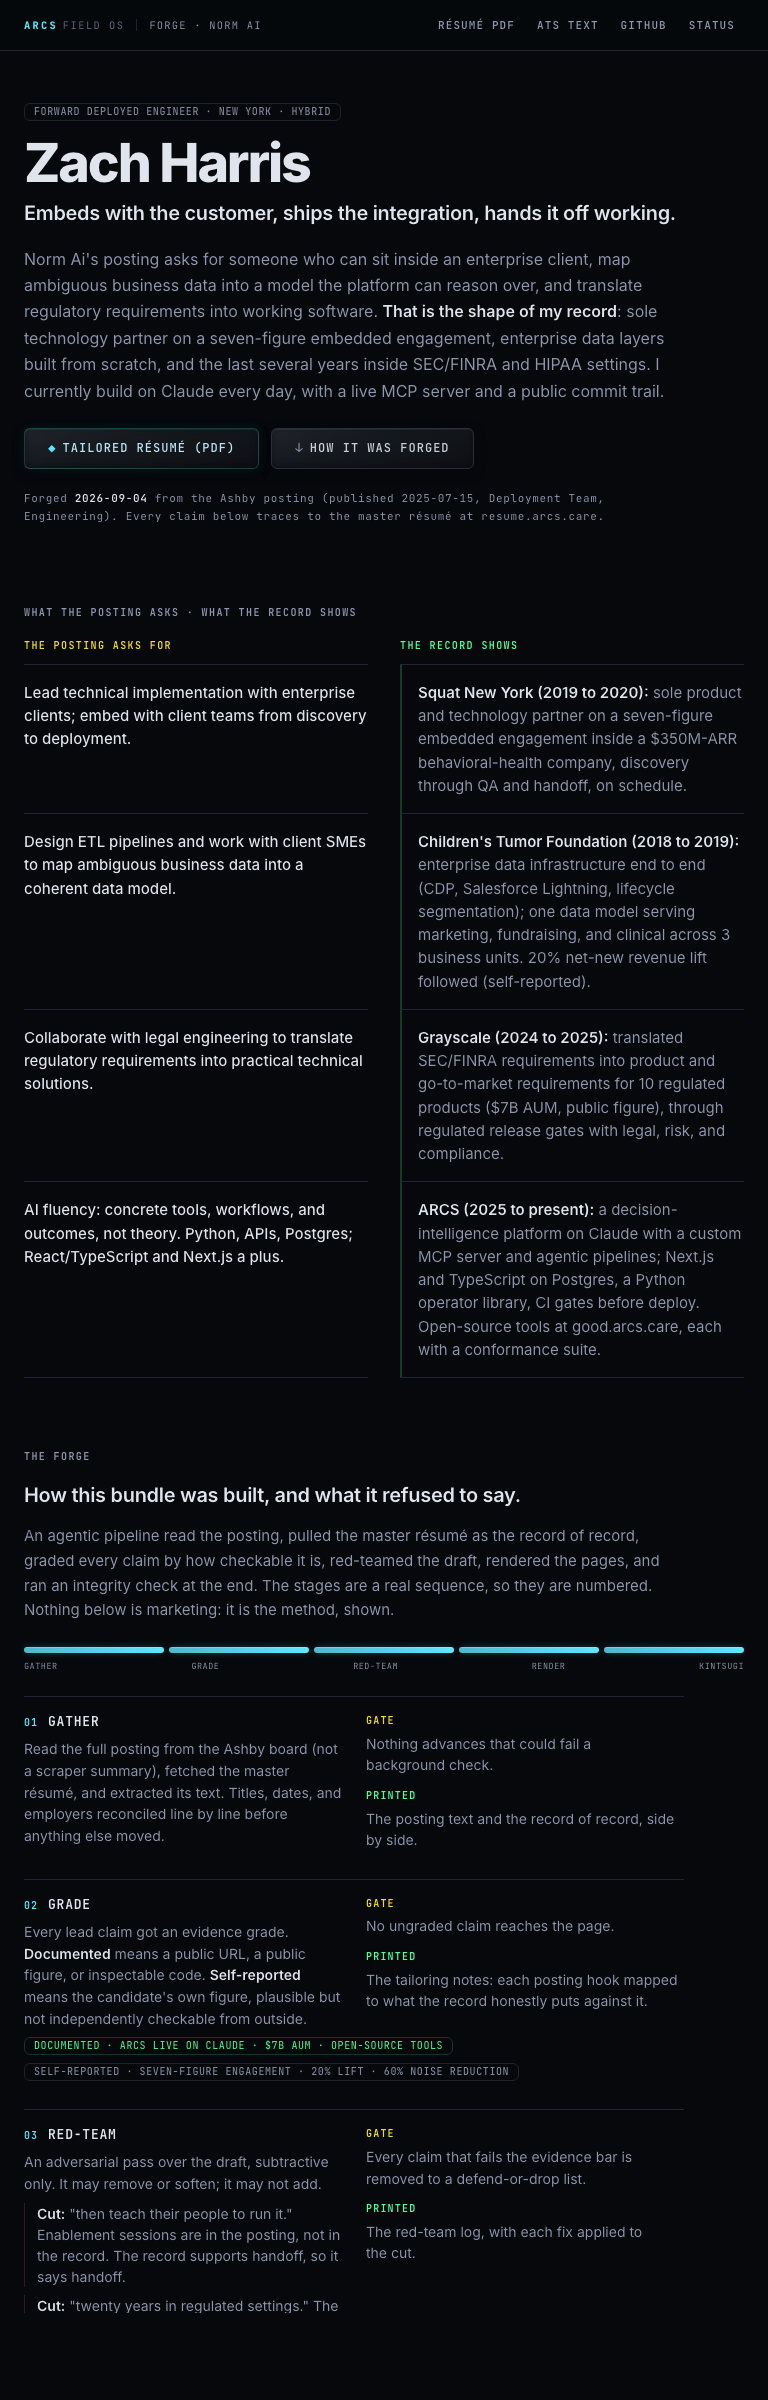 ARCS FIELD OS | FORGE · NORM AI
RÉSUMÉ PDF ATS TEXT GITHUB STATUS
FORWARD DEPLOYED ENGINEER · NEW YORK · HYBRID
Zach Harris
Embeds with the customer, ships the integration, hands it off working.
Norm Ai's posting asks for someone who can sit inside an enterprise client, map
ambiguous business data into a model the platform can reason over, and translate
regulatory requirements into working software. That is the shape of my record: sole
technology partner on a seven-figure embedded engagement, enterprise data layers
built from scratch, and the last several years inside SEC/FINRA and HIPAA settings. I
currently build on Claude every day, with a live MCP server and a public commit trail.
◆ TAILORED RÉSUMÉ (PDF)
↓ HOW IT WAS FORGED
Forged 2026-09-04 from the Ashby posting (published 2025-07-15, Deployment Team,
Engineering). Every claim below traces to the master résumé at resume.arcs.care.
WHAT THE POSTING ASKS · WHAT THE RECORD SHOWS
THE POSTING ASKS FOR
THE RECORD SHOWS
Lead technical implementation with enterprise
clients; embed with client teams from discovery
to deployment.
Squat New York (2019 to 2020): sole product
and technology partner on a seven-figure
embedded engagement inside a $350M-ARR
behavioral-health company, discovery
through QA and handoff, on schedule.
Design ETL pipelines and work with client SMEs
to map ambiguous business data into a
coherent data model.
Children's Tumor Foundation (2018 to 2019):
enterprise data infrastructure end to end
(CDP, Salesforce Lightning, lifecycle
segmentation); one data model serving
marketing, fundraising, and clinical across 3
business units. 20% net-new revenue lift
followed (self-reported).
Collaborate with legal engineering to translate
regulatory requirements into practical technical
solutions.
Grayscale (2024 to 2025): translated
SEC/FINRA requirements into product and
go-to-market requirements for 10 regulated
products ($7B AUM, public figure), through
regulated release gates with legal, risk, and
compliance.
AI fluency: concrete tools, workflows, and
outcomes, not theory. Python, APIs, Postgres;
React/TypeScript and Next.js a plus.
ARCS (2025 to present): a decision-
intelligence platform on Claude with a custom
MCP server and agentic pipelines; Next.js
and TypeScript on Postgres, a Python
operator library, CI gates before deploy.
Open-source tools at good.arcs.care, each
with a conformance suite.
THE FORGE
How this bundle was built, and what it refused to say.
An agentic pipeline read the posting, pulled the master résumé as the record of record,
graded every claim by how checkable it is, red-teamed the draft, rendered the pages, and
ran an integrity check at the end. The stages are a real sequence, so they are numbered.
Nothing below is marketing: it is the method, shown.
GATHER GRADE RED-TEAM RENDER KINTSUGI
01 GATHER
Read the full posting from the Ashby board (not
a scraper summary), fetched the master
résumé, and extracted its text. Titles, dates, and
employers reconciled line by line before
anything else moved.
GATE
Nothing advances that could fail a
background check.
PRINTED
The posting text and the record of record, side
by side.
02 GRADE
Every lead claim got an evidence grade.
Documented means a public URL, a public
figure, or inspectable code. Self-reported
means the candidate's own figure, plausible but
not independently checkable from outside.
DOCUMENTED · ARCS LIVE ON CLAUDE · $7B AUM · OPEN-SOURCE TOOLS
SELF-REPORTED · SEVEN-FIGURE ENGAGEMENT · 20% LIFT · 60% NOISE REDUCTION
GATE
No ungraded claim reaches the page.
PRINTED
The tailoring notes: each posting hook mapped
to what the record honestly puts against it.
03 RED-TEAM
An adversarial pass over the draft, subtractive
only. It may remove or soften; it may not add.
Cut: "then teach their people to run it."
Enablement sessions are in the posting, not in
the record. The record supports handoff, so it
says handoff.
Cut: "twenty years in regulated settings." The
GATE
Every claim that fails the evidence bar is
removed to a defend-or-drop list.
PRINTED
The red-team log, with each fix applied to
the cut.